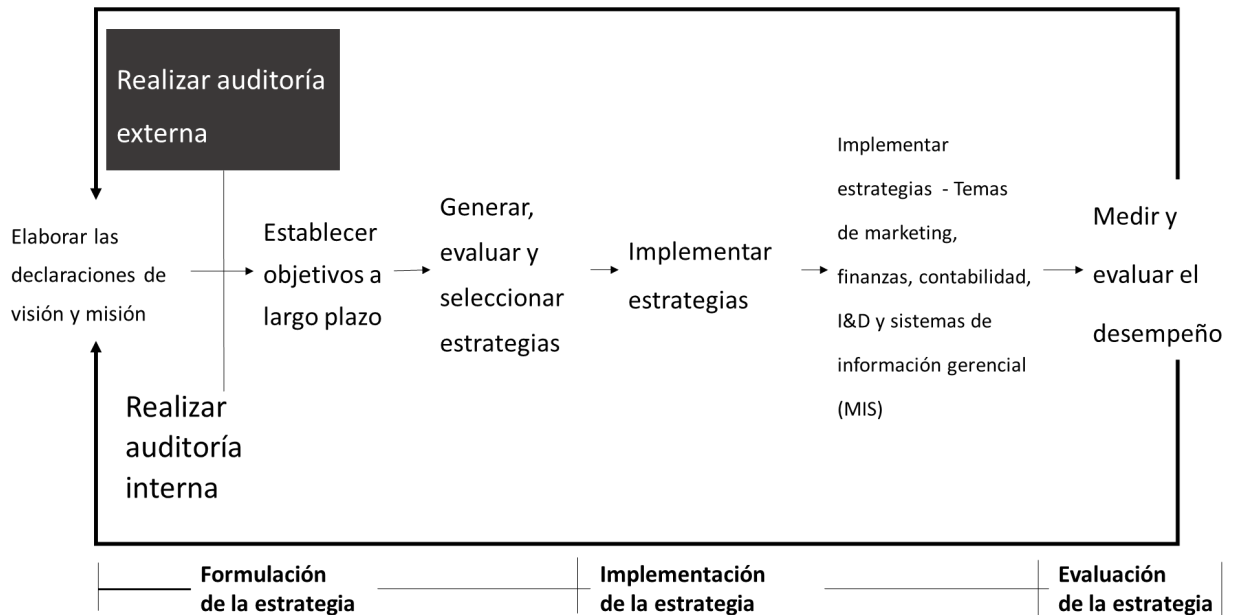 Realizar auditoría
externa
Elaborar las
declaraciones de
visión y misión
Realizar
auditoría
interna
Establecer
objetivos a
largo plazo
Generar,
evaluar y
seleccionar
estrategias
Implementar
estrategias
Implementar
estrategias - Temas
de marketing,
finanzas, contabilidad,
I&D y sistemas de
información gerencial
(MIS)
Medir y
evaluar el
desempeño
Formulación
de la estrategia
Implementación
de la estrategia
Evaluación
de la estrategia